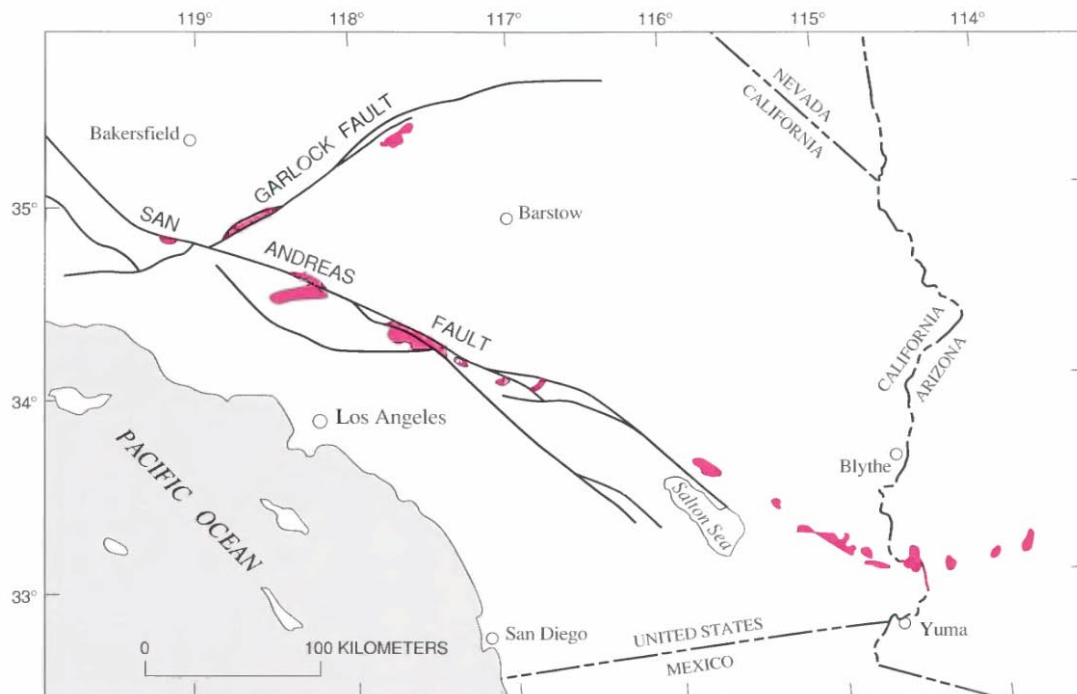 119°
118°
117°
116°
115°
114°
NEVADA
CALIFORNIA
Bakersfield
GARLOCK FAULT
35°
SAN
Barstow
ANDREAS
FAULT
CALIFORNIA
ARIZONA
34°
Los Angeles
Blythe
PACIFIC OCEAN
Salton Sea
33°
San Diego
UNITED STATES
Yuma
0
100 KILOMETERS
MEXICO